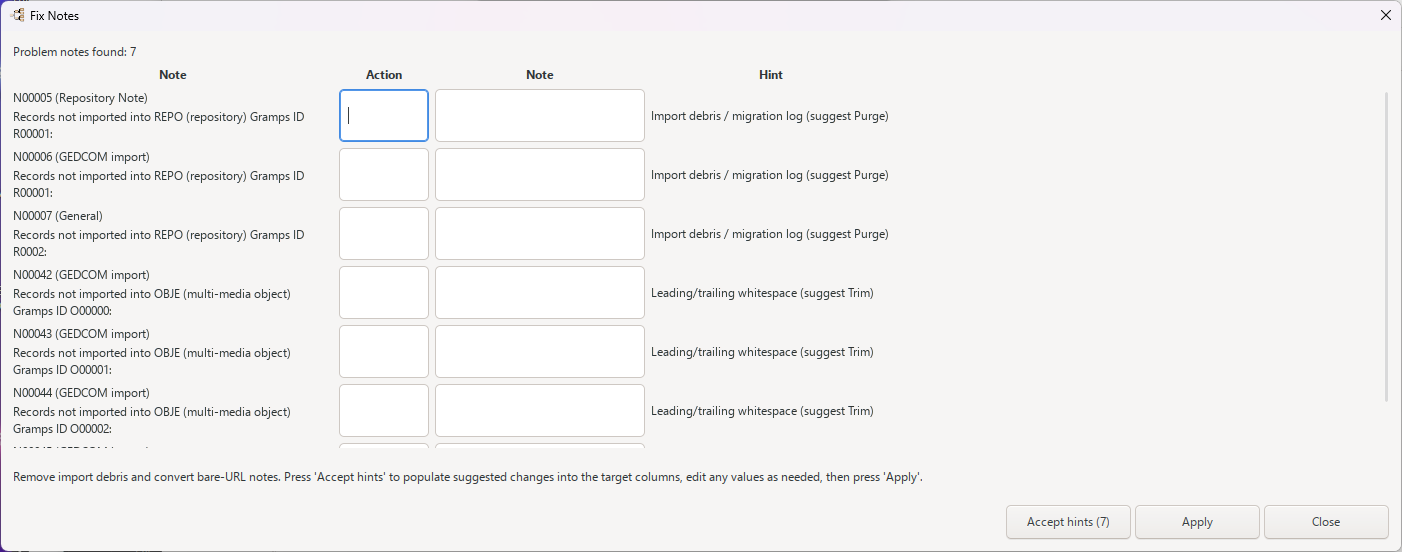 Fix Notes
Problem notes found: 7
Note Action Note Hint
N00005 (Repository Note)
Records not imported into REPO (repository) Gramps ID
R00001:
Import debris / migration log (suggest Purge)
N00006 (GEDCOM import)
Records not imported into REPO (repository) Gramps ID
R00001:
Import debris / migration log (suggest Purge)
N00007 (General)
Records not imported into REPO (repository) Gramps ID
R0002:
Import debris / migration log (suggest Purge)
N00042 (GEDCOM import)
Records not imported into OBJE (multi-media object)
Gramps ID O00000:
Leading/trailing whitespace (suggest Trim)
N00043 (GEDCOM import)
Records not imported into OBJE (multi-media object)
Gramps ID O00001:
Leading/trailing whitespace (suggest Trim)
N00044 (GEDCOM import)
Records not imported into OBJE (multi-media object)
Gramps ID O00002:
Leading/trailing whitespace (suggest Trim)
Remove import debris and convert bare-URL notes. Press 'Accept hints' to populate suggested changes into the target columns, edit any values as needed, then press 'Apply'.
Accept hints (7) Apply Close